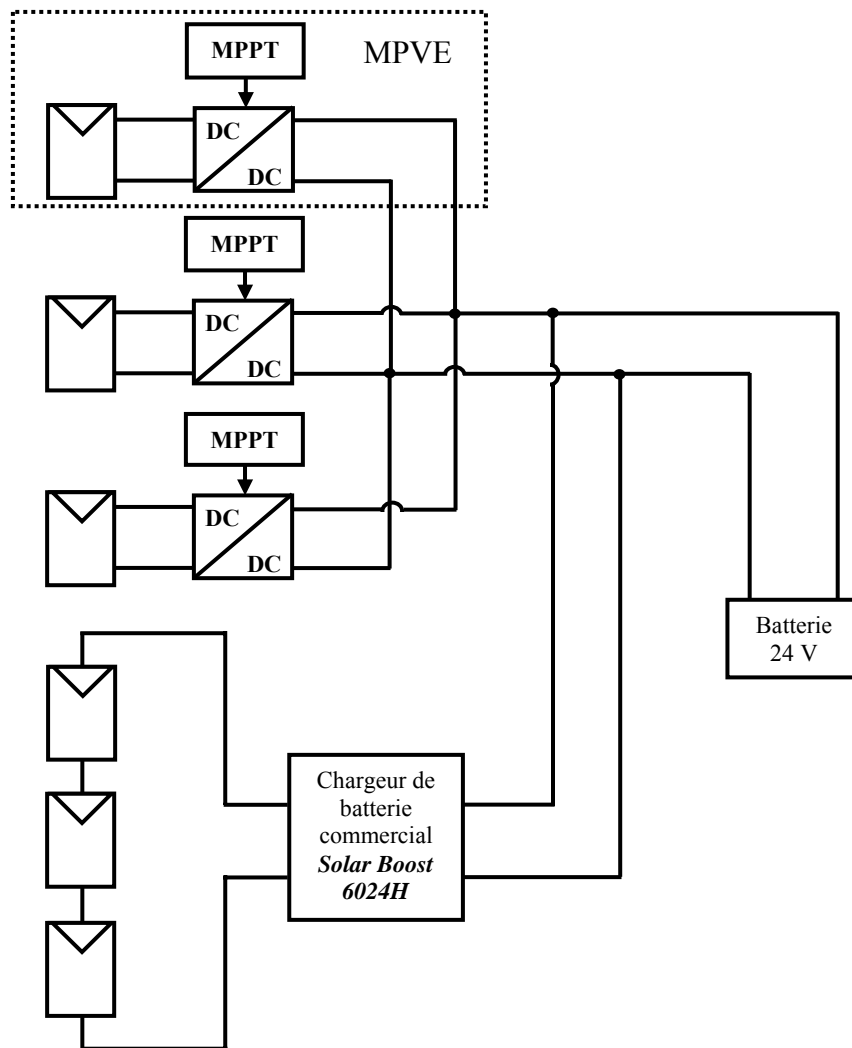 MPPT
MPVE
DC
DC
MPPT
DC
DC
MPPT
DC
DC
Batterie
24 V
Chargeur de
batterie
commercial
Solar Boost
6024H